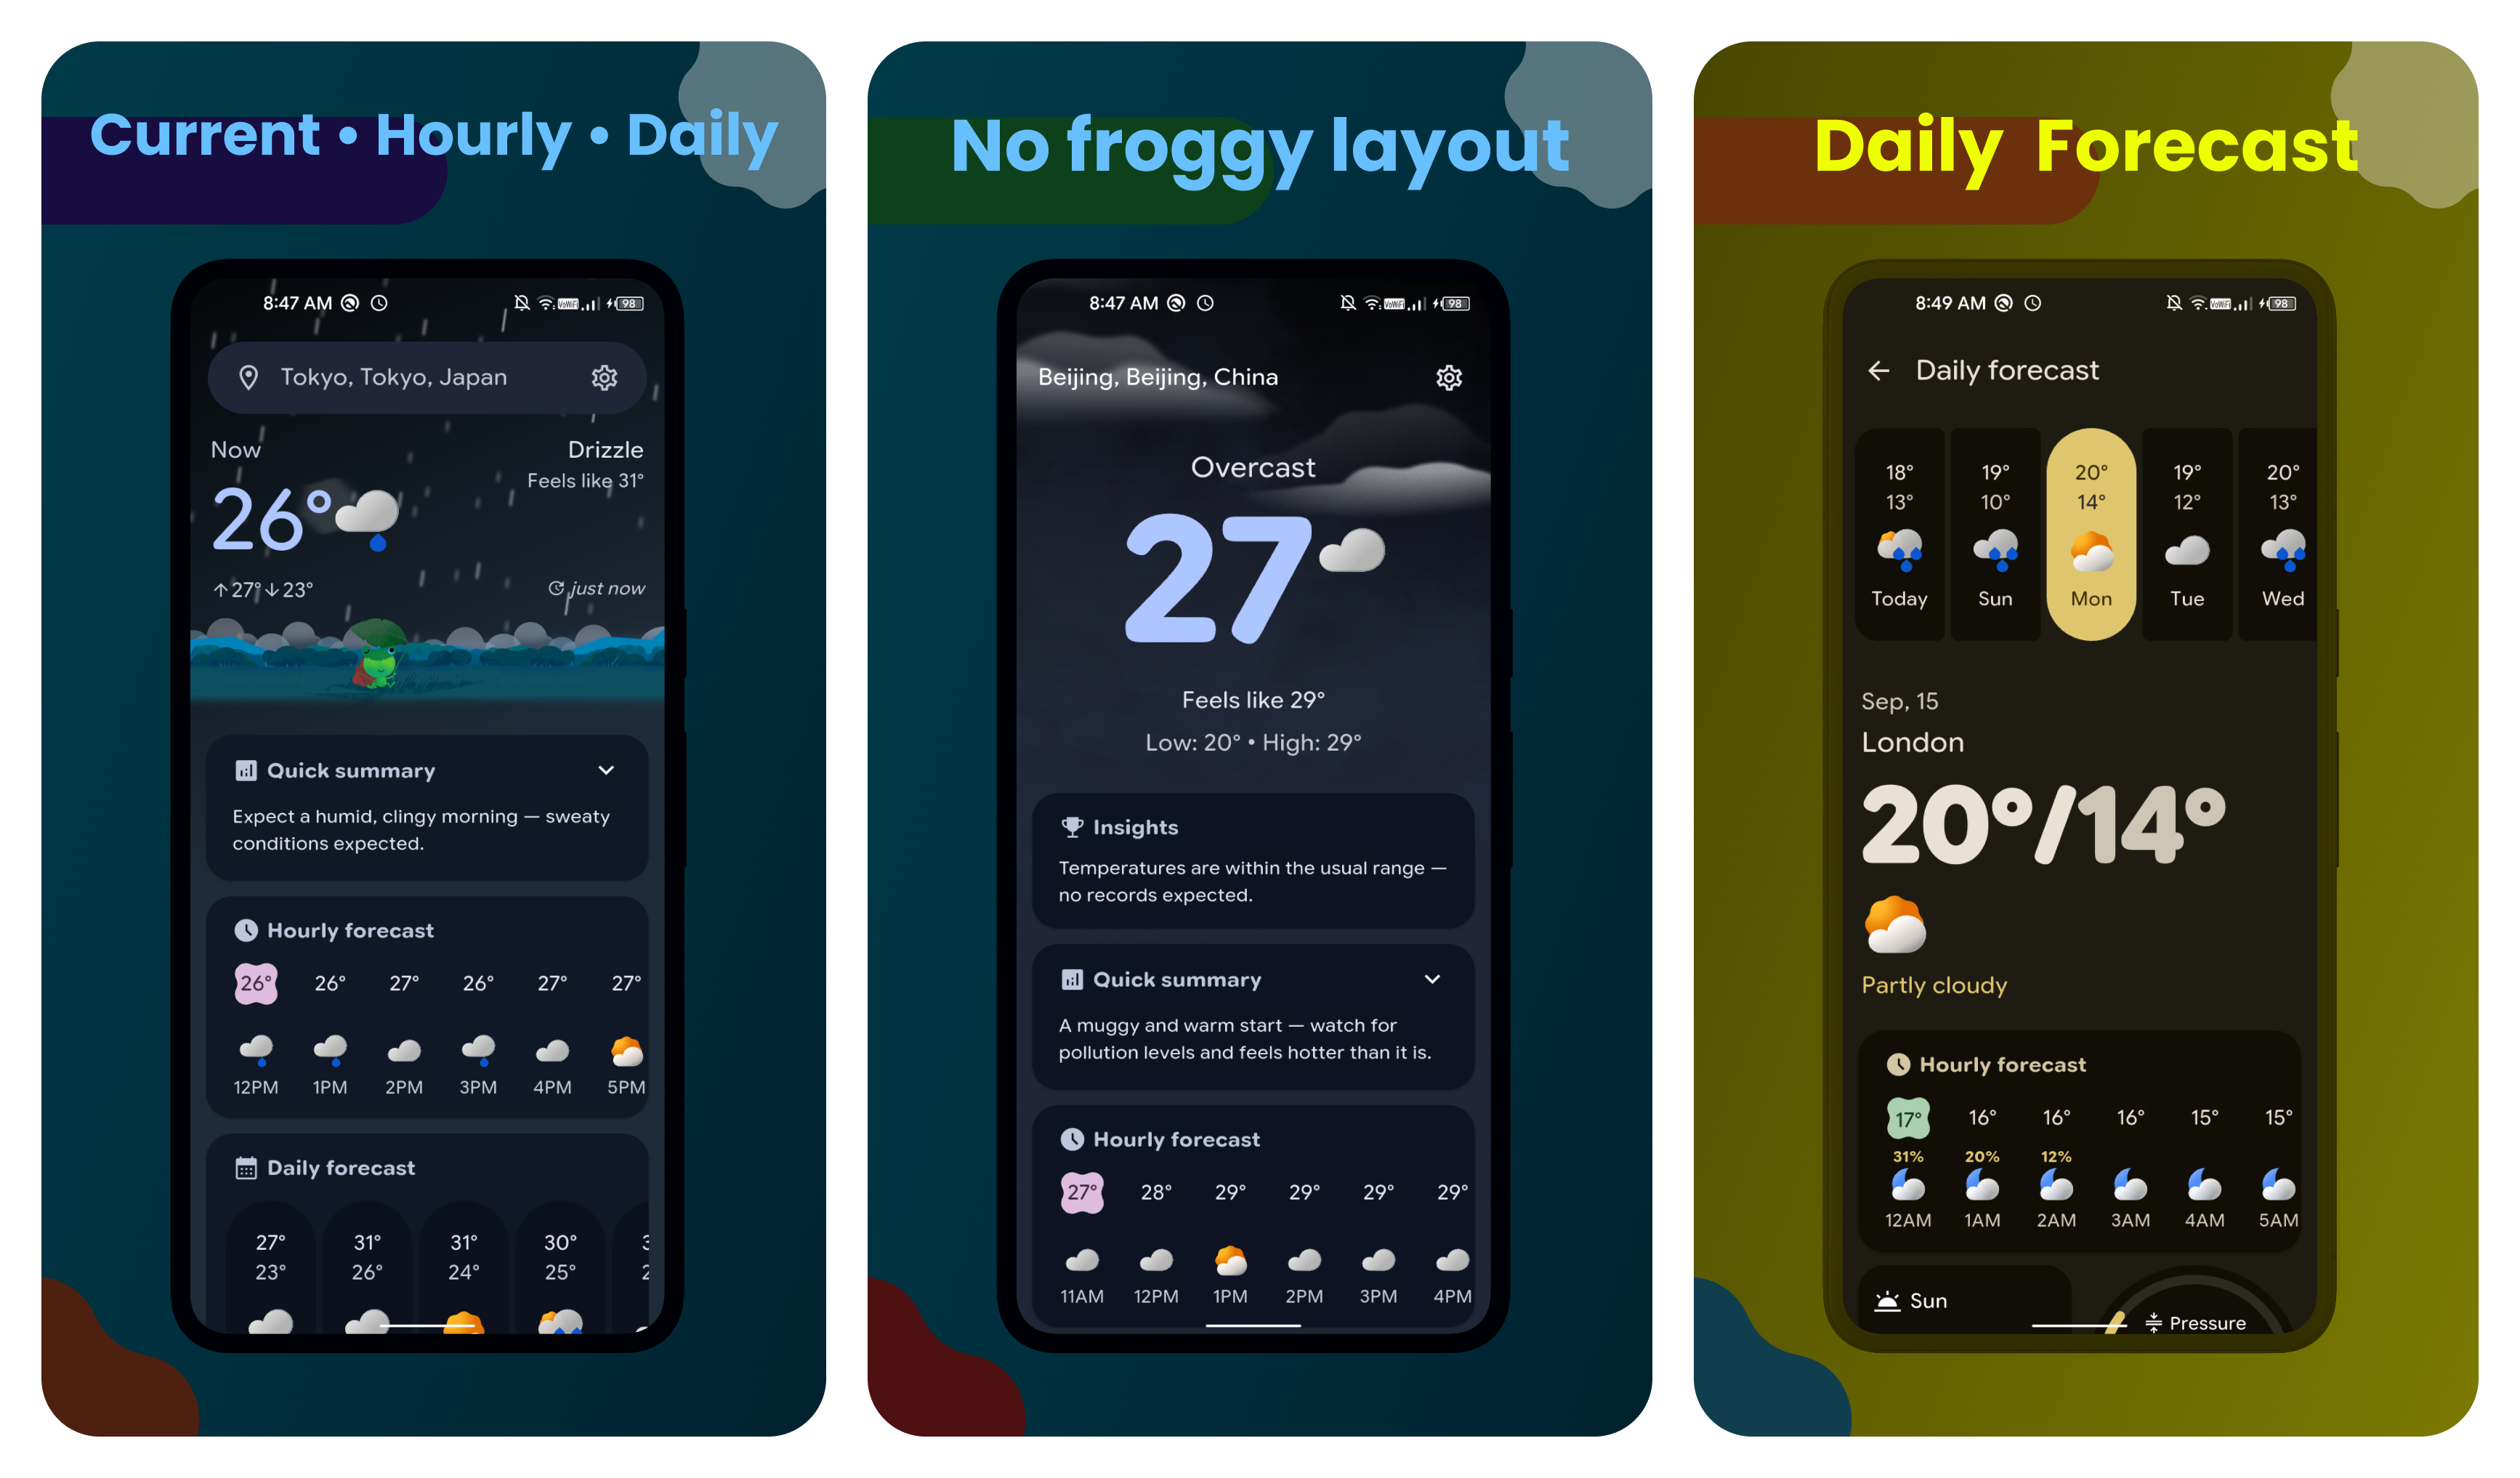 Current • Hourly • Daily
8:47 AM
VoWiFi
98
Tokyo, Tokyo, Japan
Now
Drizzle
Feels like 31°
26°
↑27° ↓23°
just now
Quick summary
Expect a humid, clingy morning — sweaty
conditions expected.
Hourly forecast
26° 26° 27° 26° 27° 27°
12PM 1PM 2PM 3PM 4PM 5PM
Daily forecast
27° 31° 31° 30°
23° 26° 24° 25°
No froggy layout
8:47 AM
VoWiFi
98
Beijing, Beijing, China
Overcast
27
Feels like 29°
Low: 20° • High: 29°
Insights
Temperatures are within the usual range —
no records expected.
Quick summary
A muggy and warm start — watch for
pollution levels and feels hotter than it is.
Hourly forecast
27° 28° 29° 29° 29° 29°
11AM 12PM 1PM 2PM 3PM 4PM
Daily Forecast
8:49 AM
VoWiFi
98
Daily forecast
18° 19° 20° 19° 20°
13° 10° 14° 12° 13°
Today Sun Mon Tue Wed
Sep, 15
London
20°/14°
Partly cloudy
Hourly forecast
17° 16° 16° 16° 15° 15°
31% 20% 12%
12AM 1AM 2AM 3AM 4AM 5AM
Sun
Pressure